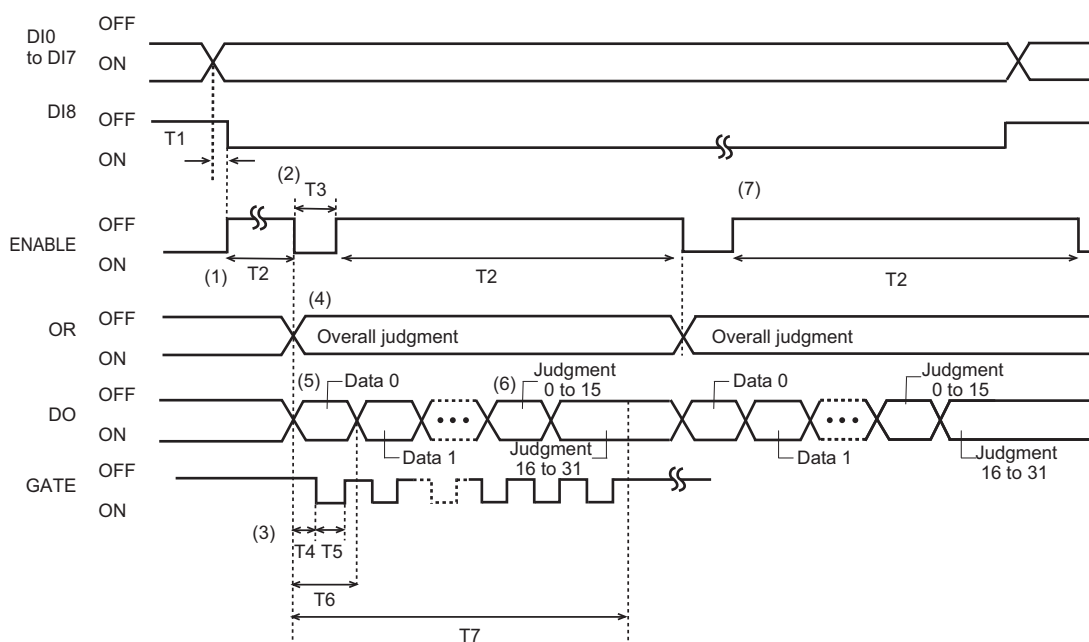 DI0
to DI7
OFF
ON
DI8
OFF
T1
ON
(2)
T3
(7)
ENABLE
OFF
ON
(1)
T2
T2
T2
(4)
OR
OFF
ON
Overall judgment
Overall judgment
DO
OFF
ON
(5)
Data 0
(6)
Judgment
0 to 15
Data 0
Judgment
0 to 15
Data 1
Judgment
16 to 31
Data 1
Judgment
16 to 31
GATE
OFF
ON
(3)
T4
T5
T6
T7